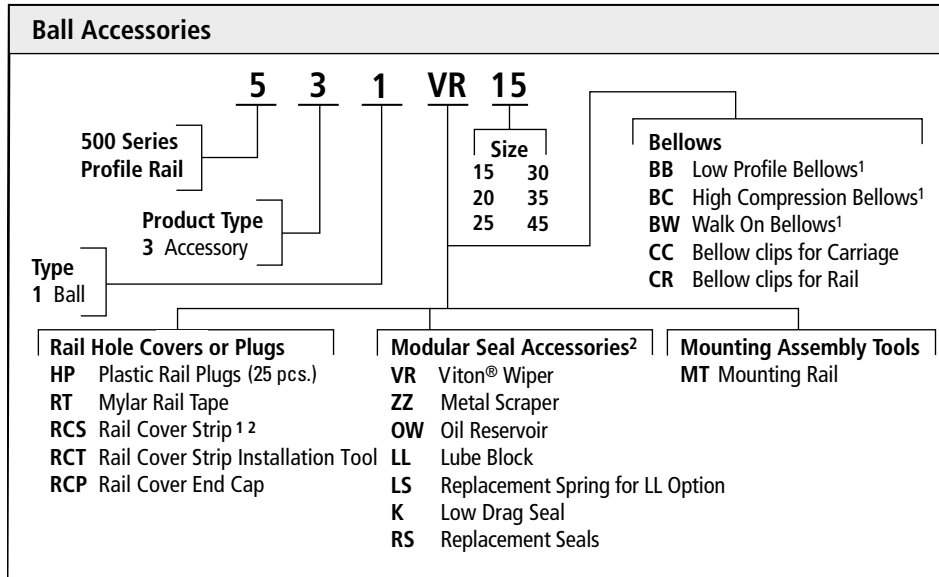 Ball Accessories
5 3 1 VR 15
500 Series
Profile Rail
Product Type
3 Accessory
Type
1 Ball
Size
15 30
20 35
25 45
Bellows
BB Low Profile Bellows¹
BC High Compression Bellows¹
BW Walk On Bellows¹
CC Bellow clips for Carriage
CR Bellow clips for Rail
Rail Hole Covers or Plugs
HP Plastic Rail Plugs (25 pcs.)
RT Mylar Rail Tape
RCS Rail Cover Strip ¹ ²
RCT Rail Cover Strip Installation Tool
RCP Rail Cover End Cap
Modular Seal Accessories²
VR Viton® Wiper
ZZ Metal Scraper
OW Oil Reservoir
LL Lube Block
LS Replacement Spring for LL Option
K Low Drag Seal
RS Replacement Seals
Mounting Assembly Tools
MT Mounting Rail